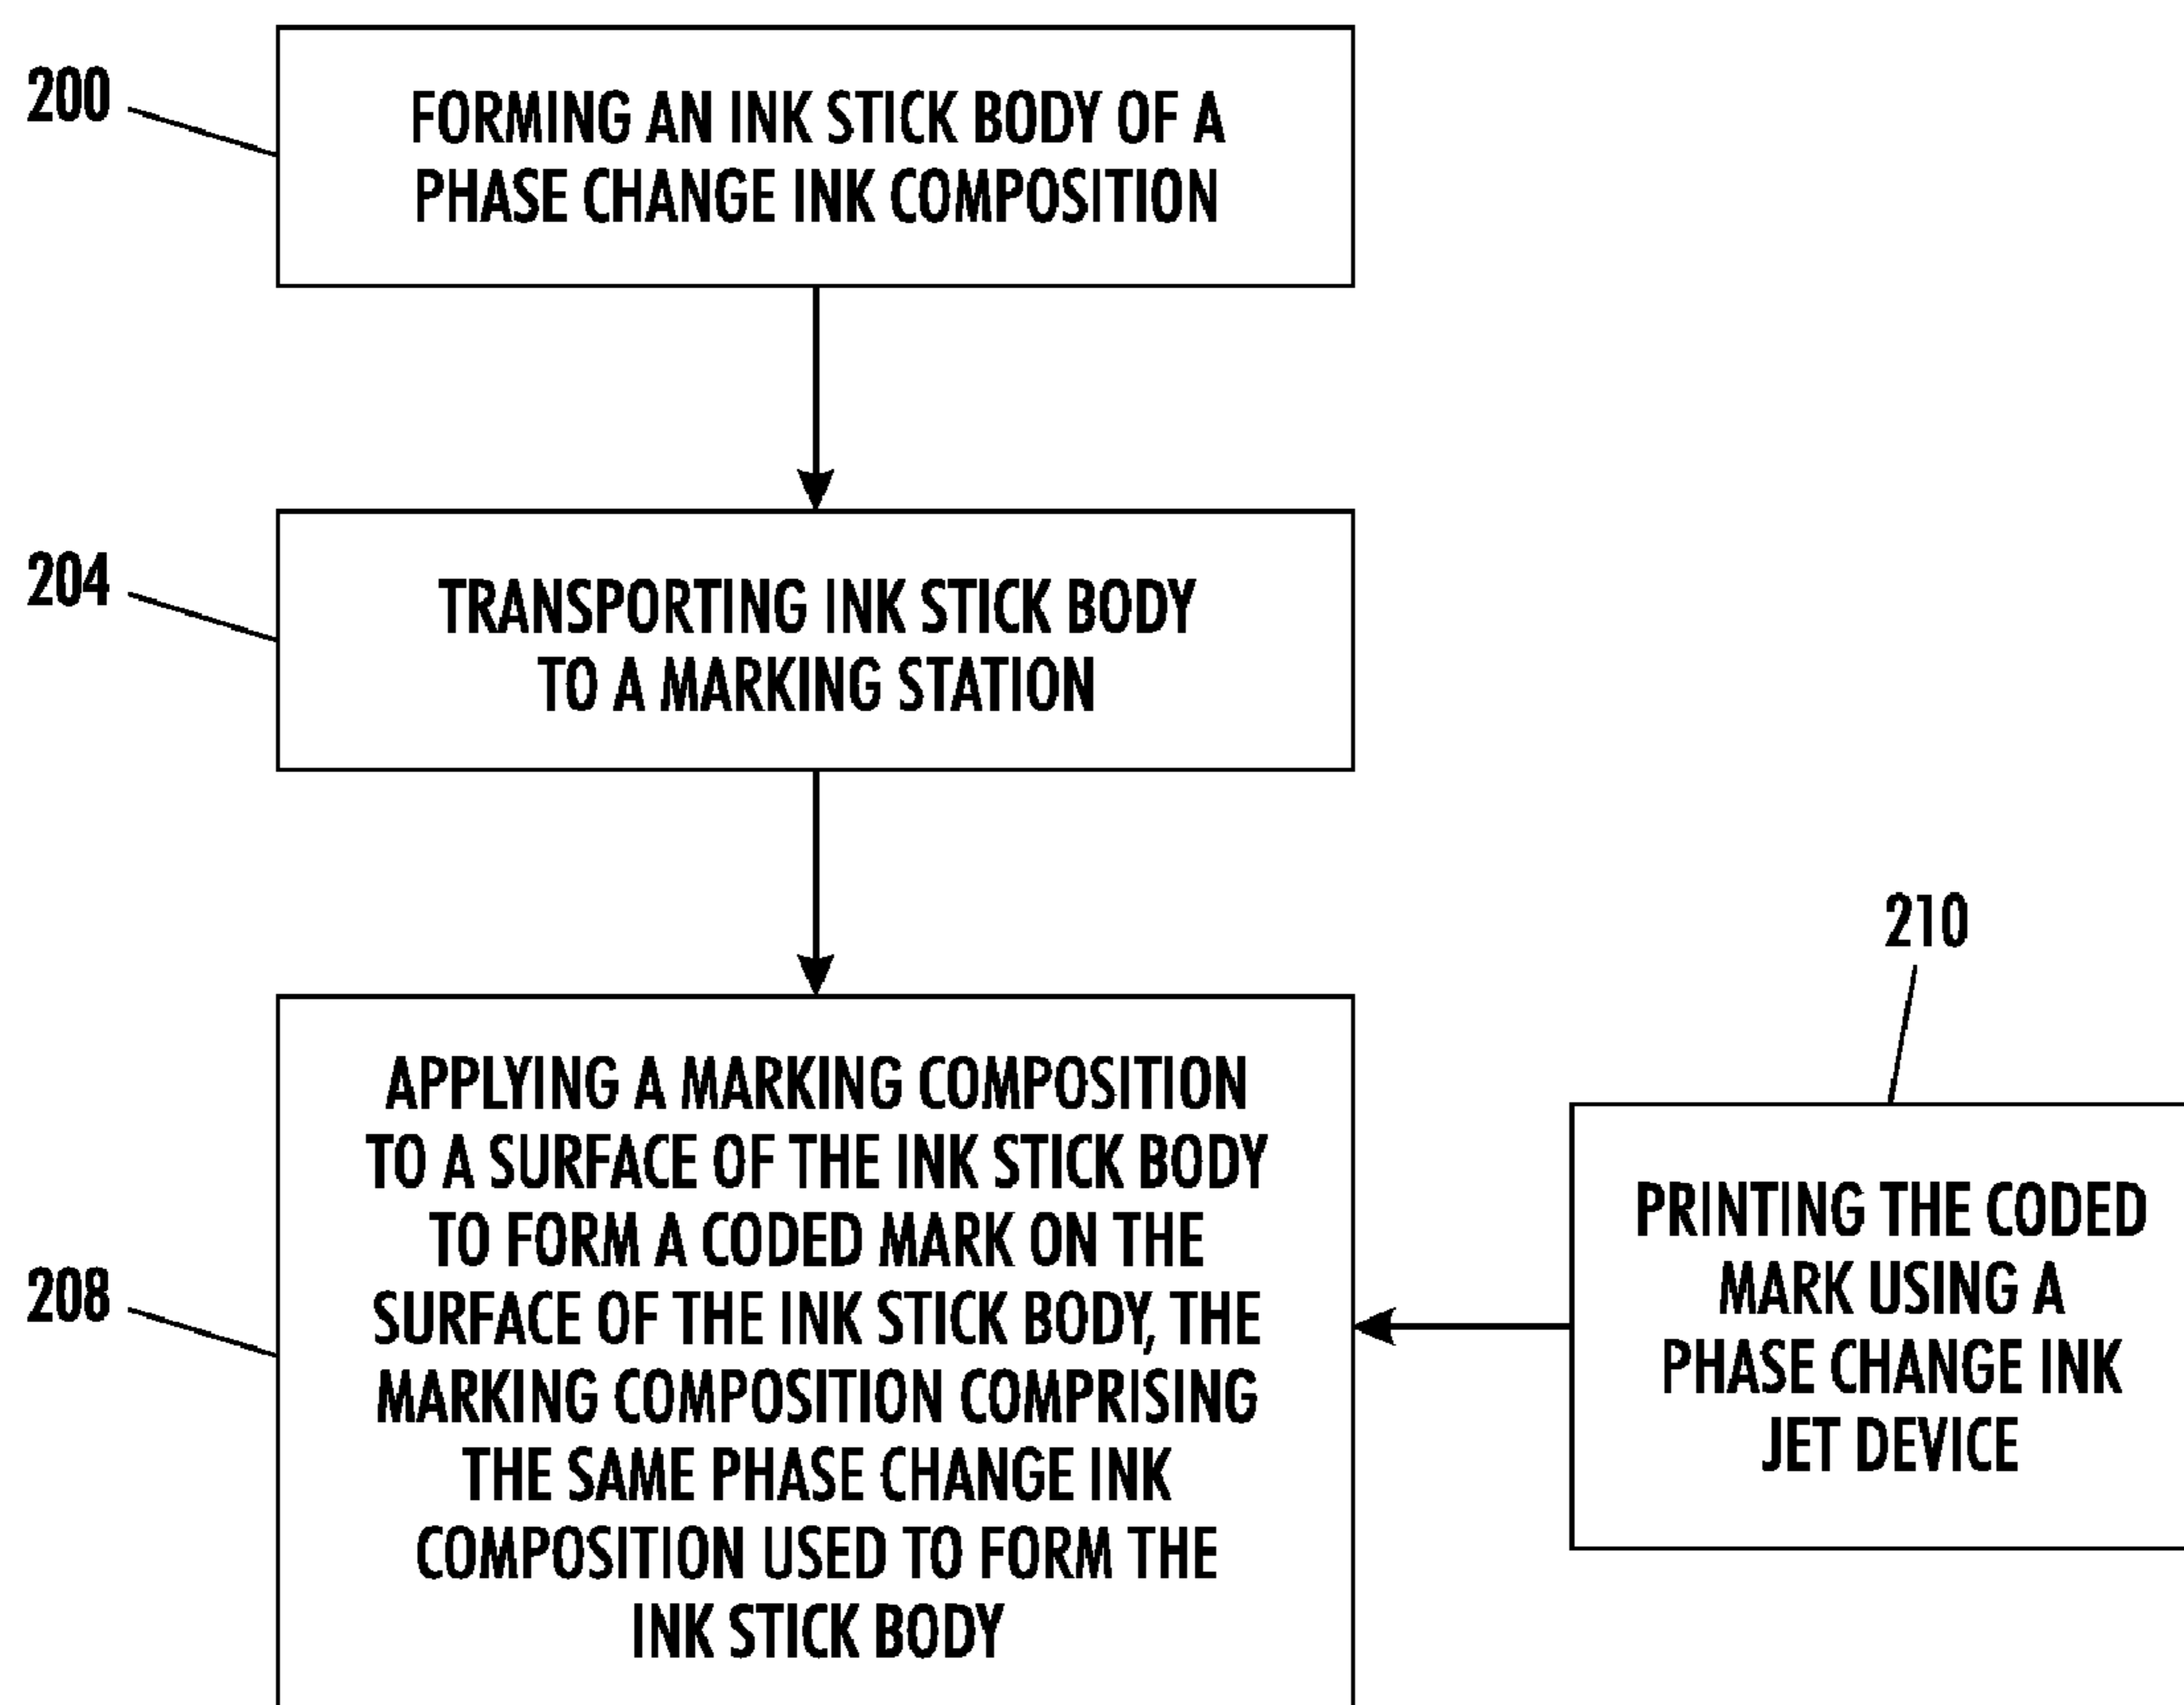 200
FORMING AN INK STICK BODY OF A
PHASE CHANGE INK COMPOSITION
204
TRANSPORTING INK STICK BODY
TO A MARKING STATION
208
APPLYING A MARKING COMPOSITION
TO A SURFACE OF THE INK STICK BODY
TO FORM A CODED MARK ON THE
SURFACE OF THE INK STICK BODY, THE
MARKING COMPOSITION COMPRISING
THE SAME PHASE CHANGE INK
COMPOSITION USED TO FORM THE
INK STICK BODY
210
PRINTING THE CODED
MARK USING A
PHASE CHANGE INK
JET DEVICE